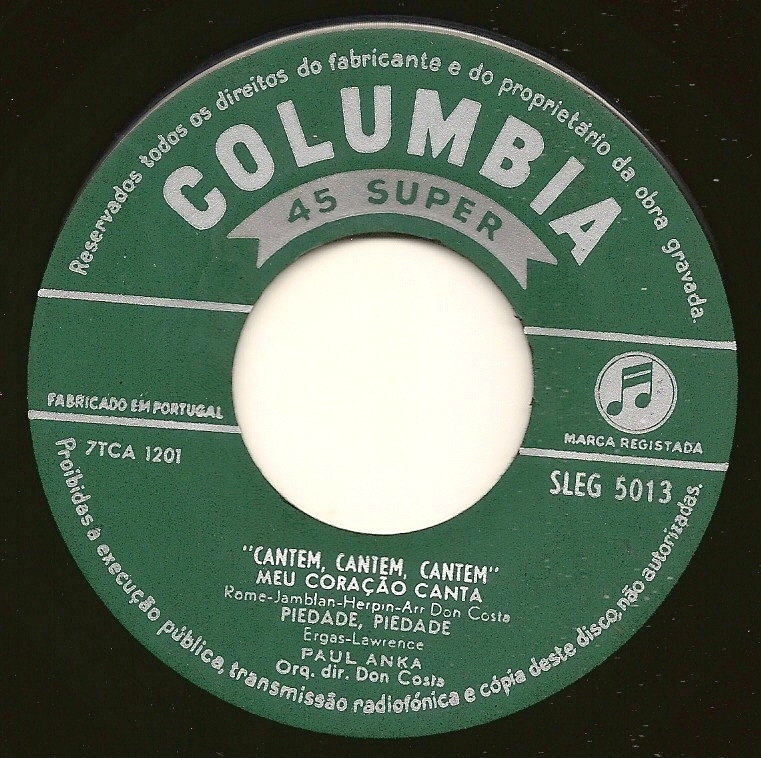 Reservados todos os direitos do fabricante e do proprietário da obra gravada.
COLUMBIA
45 SUPER
FABRICADO EM PORTUGAL
MARCA REGISTADA
7TCA 1201
SLEG 5013
"CANTEM, CANTEM, CANTEM"
MEU CORAÇÃO CANTA
Rome-Jamblan-Herpin-Arr Don Costa
PIEDADE, PIEDADE
Ergas-Lawrence
PAUL ANKA
Orq. dir. Don Costa
Proibidas a execução pública, transmissão radiofónica e cópia deste disco, não autorizadas.